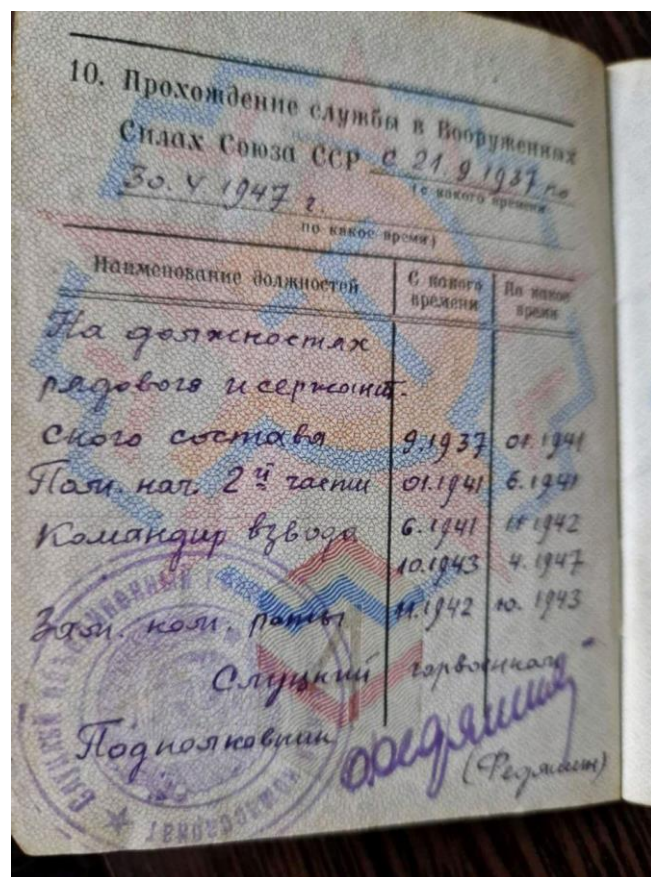 10. Прохождение службы в Вооруженных
Силах Союза ССР с 21.9.1937 по
(с какого времени
30. V 1947 г.
по какое время)
Наименование должностей С какого времени По какое время
На должностях
рядового и сержант-
ского состава 9.1937 01.1941
Пом. нач. 2й части 01.1941 6.1941
Командир взвода 6.1941 11.1942
10.1943 4.1947
Зам. ком. роты 11.1942 10.1943
Слуцкий горвоенком
Подполковник
(Федяшин)